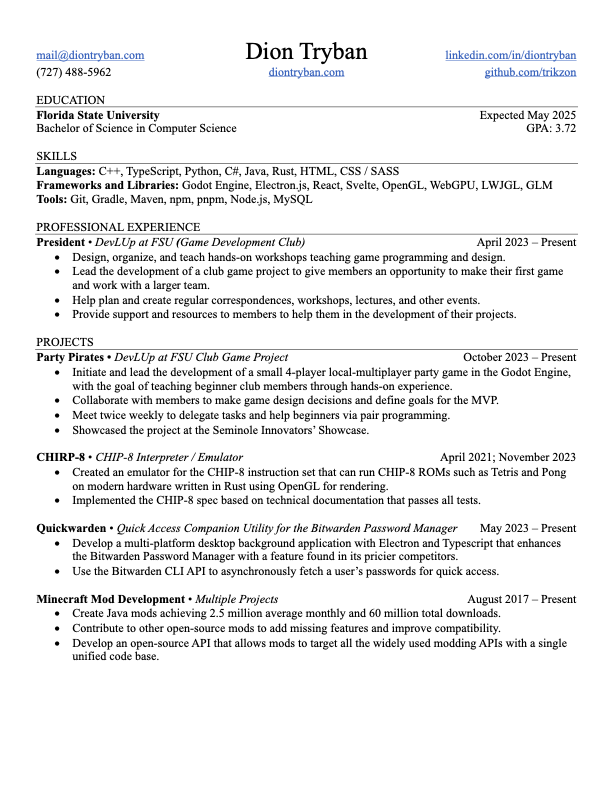 Dion Tryban
mail@diontryban.com linkedin.com/in/diontryban
(727) 488-5962 diontryban.com github.com/trikzon
EDUCATION
Florida State University Expected May 2025
Bachelor of Science in Computer Science GPA: 3.72
SKILLS
Languages: C++, TypeScript, Python, C#, Java, Rust, HTML, CSS / SASS
Frameworks and Libraries: Godot Engine, Electron.js, React, Svelte, OpenGL, WebGPU, LWJGL, GLM
Tools: Git, Gradle, Maven, npm, pnpm, Node.js, MySQL
PROFESSIONAL EXPERIENCE
President • DevLUp at FSU (Game Development Club) April 2023 – Present
• Design, organize, and teach hands-on workshops teaching game programming and design.
• Lead the development of a club game project to give members an opportunity to make their first game
and work with a larger team.
• Help plan and create regular correspondences, workshops, lectures, and other events.
• Provide support and resources to members to help them in the development of their projects.
PROJECTS
Party Pirates • DevLUp at FSU Club Game Project October 2023 – Present
• Initiate and lead the development of a small 4-player local-multiplayer party game in the Godot Engine,
with the goal of teaching beginner club members through hands-on experience.
• Collaborate with members to make game design decisions and define goals for the MVP.
• Meet twice weekly to delegate tasks and help beginners via pair programming.
• Showcased the project at the Seminole Innovators’ Showcase.
CHIRP-8 • CHIP-8 Interpreter / Emulator April 2021; November 2023
• Created an emulator for the CHIP-8 instruction set that can run CHIP-8 ROMs such as Tetris and Pong
on modern hardware written in Rust using OpenGL for rendering.
• Implemented the CHIP-8 spec based on technical documentation that passes all tests.
Quickwarden • Quick Access Companion Utility for the Bitwarden Password Manager May 2023 – Present
• Develop a multi-platform desktop background application with Electron and Typescript that enhances
the Bitwarden Password Manager with a feature found in its pricier competitors.
• Use the Bitwarden CLI API to asynchronously fetch a user’s passwords for quick access.
Minecraft Mod Development • Multiple Projects August 2017 – Present
• Create Java mods achieving 2.5 million average monthly and 60 million total downloads.
• Contribute to other open-source mods to add missing features and improve compatibility.
• Develop an open-source API that allows mods to target all the widely used modding APIs with a single
unified code base.